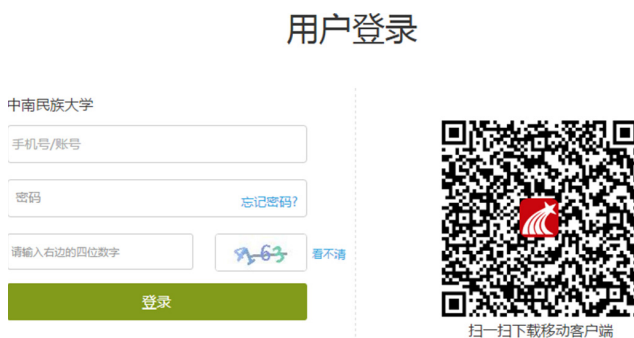 用户登录
中南民族大学
手机号/账号
密码
忘记密码?
请输入右边的四位数字
看不清
登录
扫一扫下载移动客户端